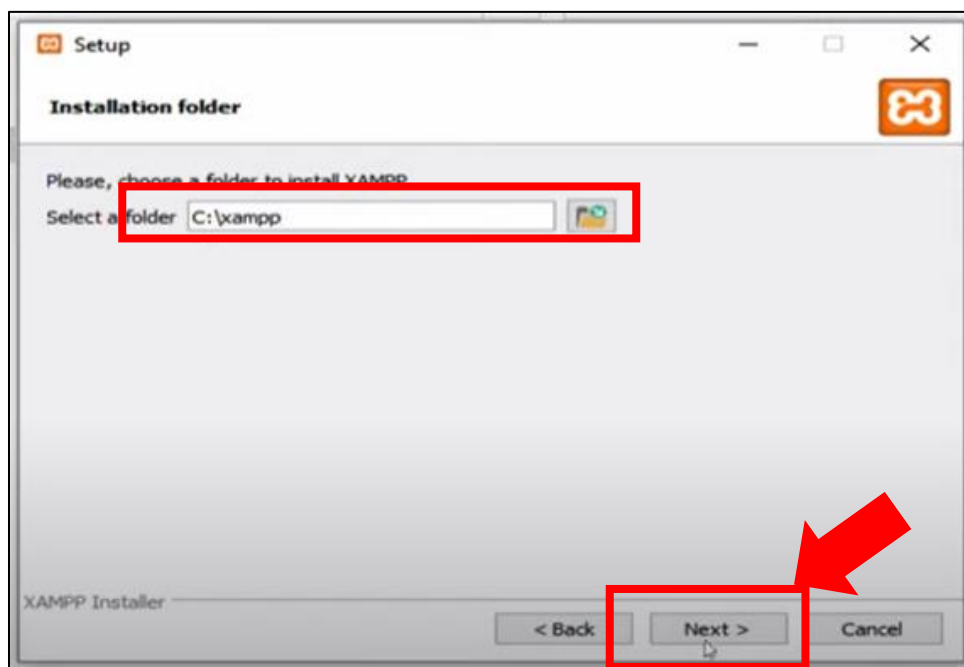 Setup
Installation folder
Please, choose a folder to install XAMPP
Select a folder C:\xampp
XAMPP Installer
< Back Next > Cancel